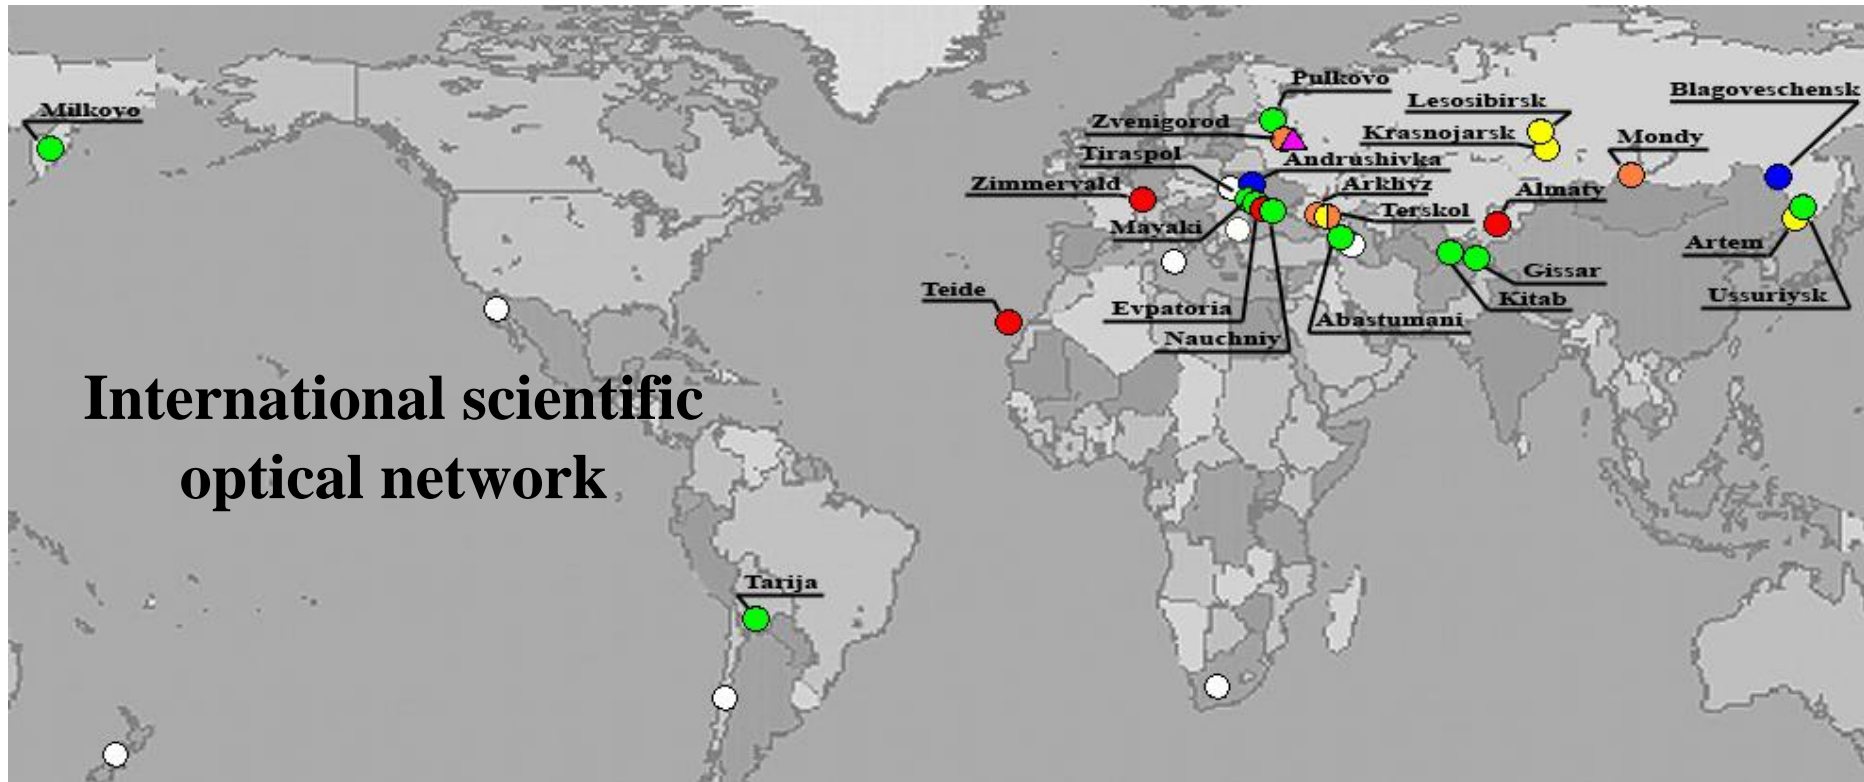 Pulkovo
Blagoveschensk
Lesosibirsk
Milkovo
Zvenigorod
Krasnojarsk
Mondy
Tiraspol
Andrushivka
Zimmervald
Arkhyz
Almaty
Terskol
Mayaki
Artem
Gissar
Teide
Kitab
Ussuriysk
Evpatoria
Abastumani
Nauchniy
International scientific
optical network
Tarija